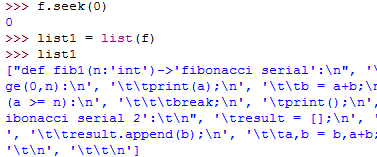 >>> f.seek(0)
0
>>> list1 = list(f)
>>> list1
["def fib1(n:'int')->'fibonacci serial':\n", '\
ge(0,n):\n', '\t\tprint(a);\n', '\t\tb = a+b;\n
(a >= n):\n', '\t\t\tbreak;\n', '\tprint();\n',
ibonacci serial 2':\t\n", '\tresult = [];\n', '
', '\t\tresult.append(b);\n', '\t\ta,b = b,a+b;
'\t\n', '\t\t\n']